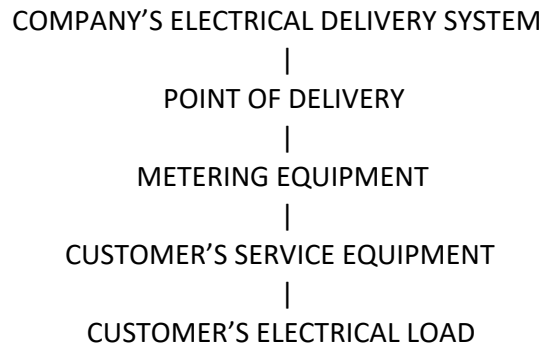 COMPANY’S ELECTRICAL DELIVERY SYSTEM
|
POINT OF DELIVERY
|
METERING EQUIPMENT
|
CUSTOMER’S SERVICE EQUIPMENT
|
CUSTOMER’S ELECTRICAL LOAD